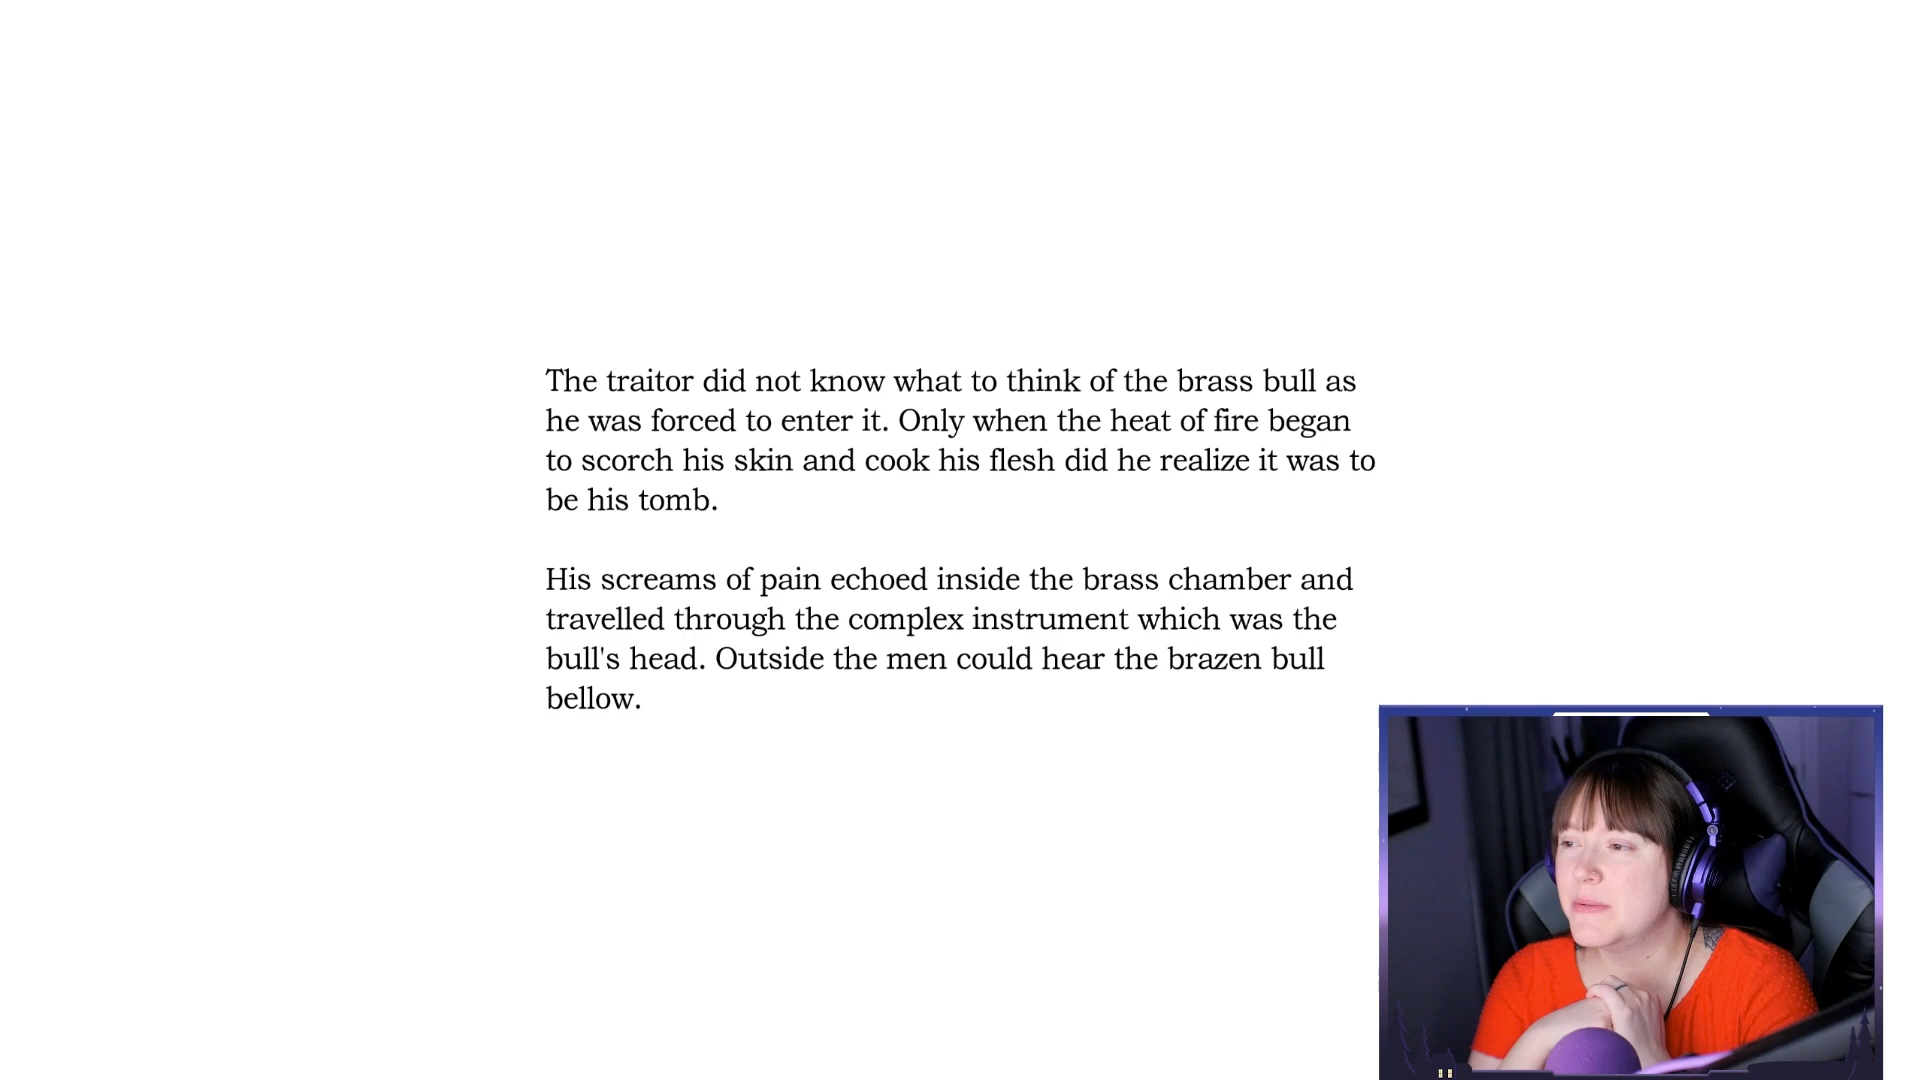 The traitor did not know what to think of the brass bull as
he was forced to enter it. Only when the heat of fire began
to scorch his skin and cook his flesh did he realize it was to
be his tomb.
His screams of pain echoed inside the brass chamber and
travelled through the complex instrument which was the
bull's head. Outside the men could hear the brazen bull
bellow.